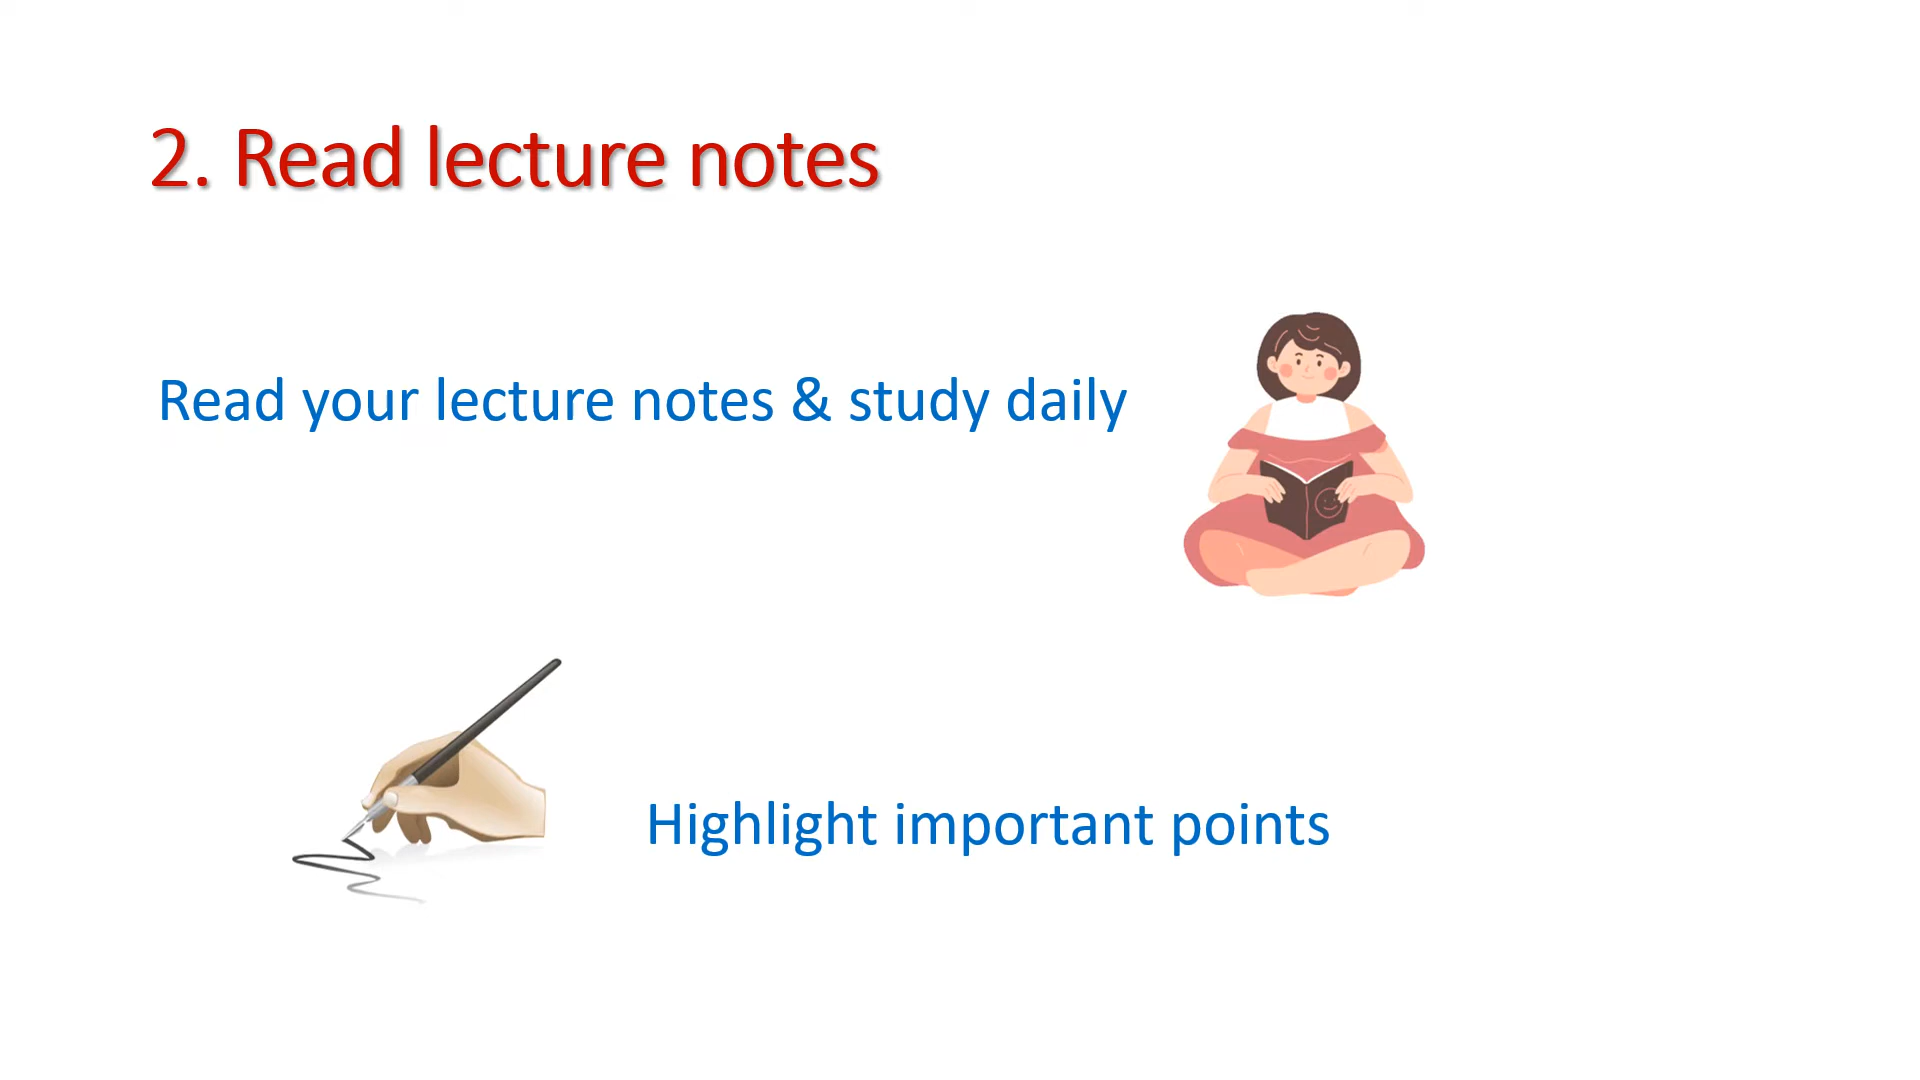 2. Read lecture notes
Read your lecture notes & study daily
Highlight important points